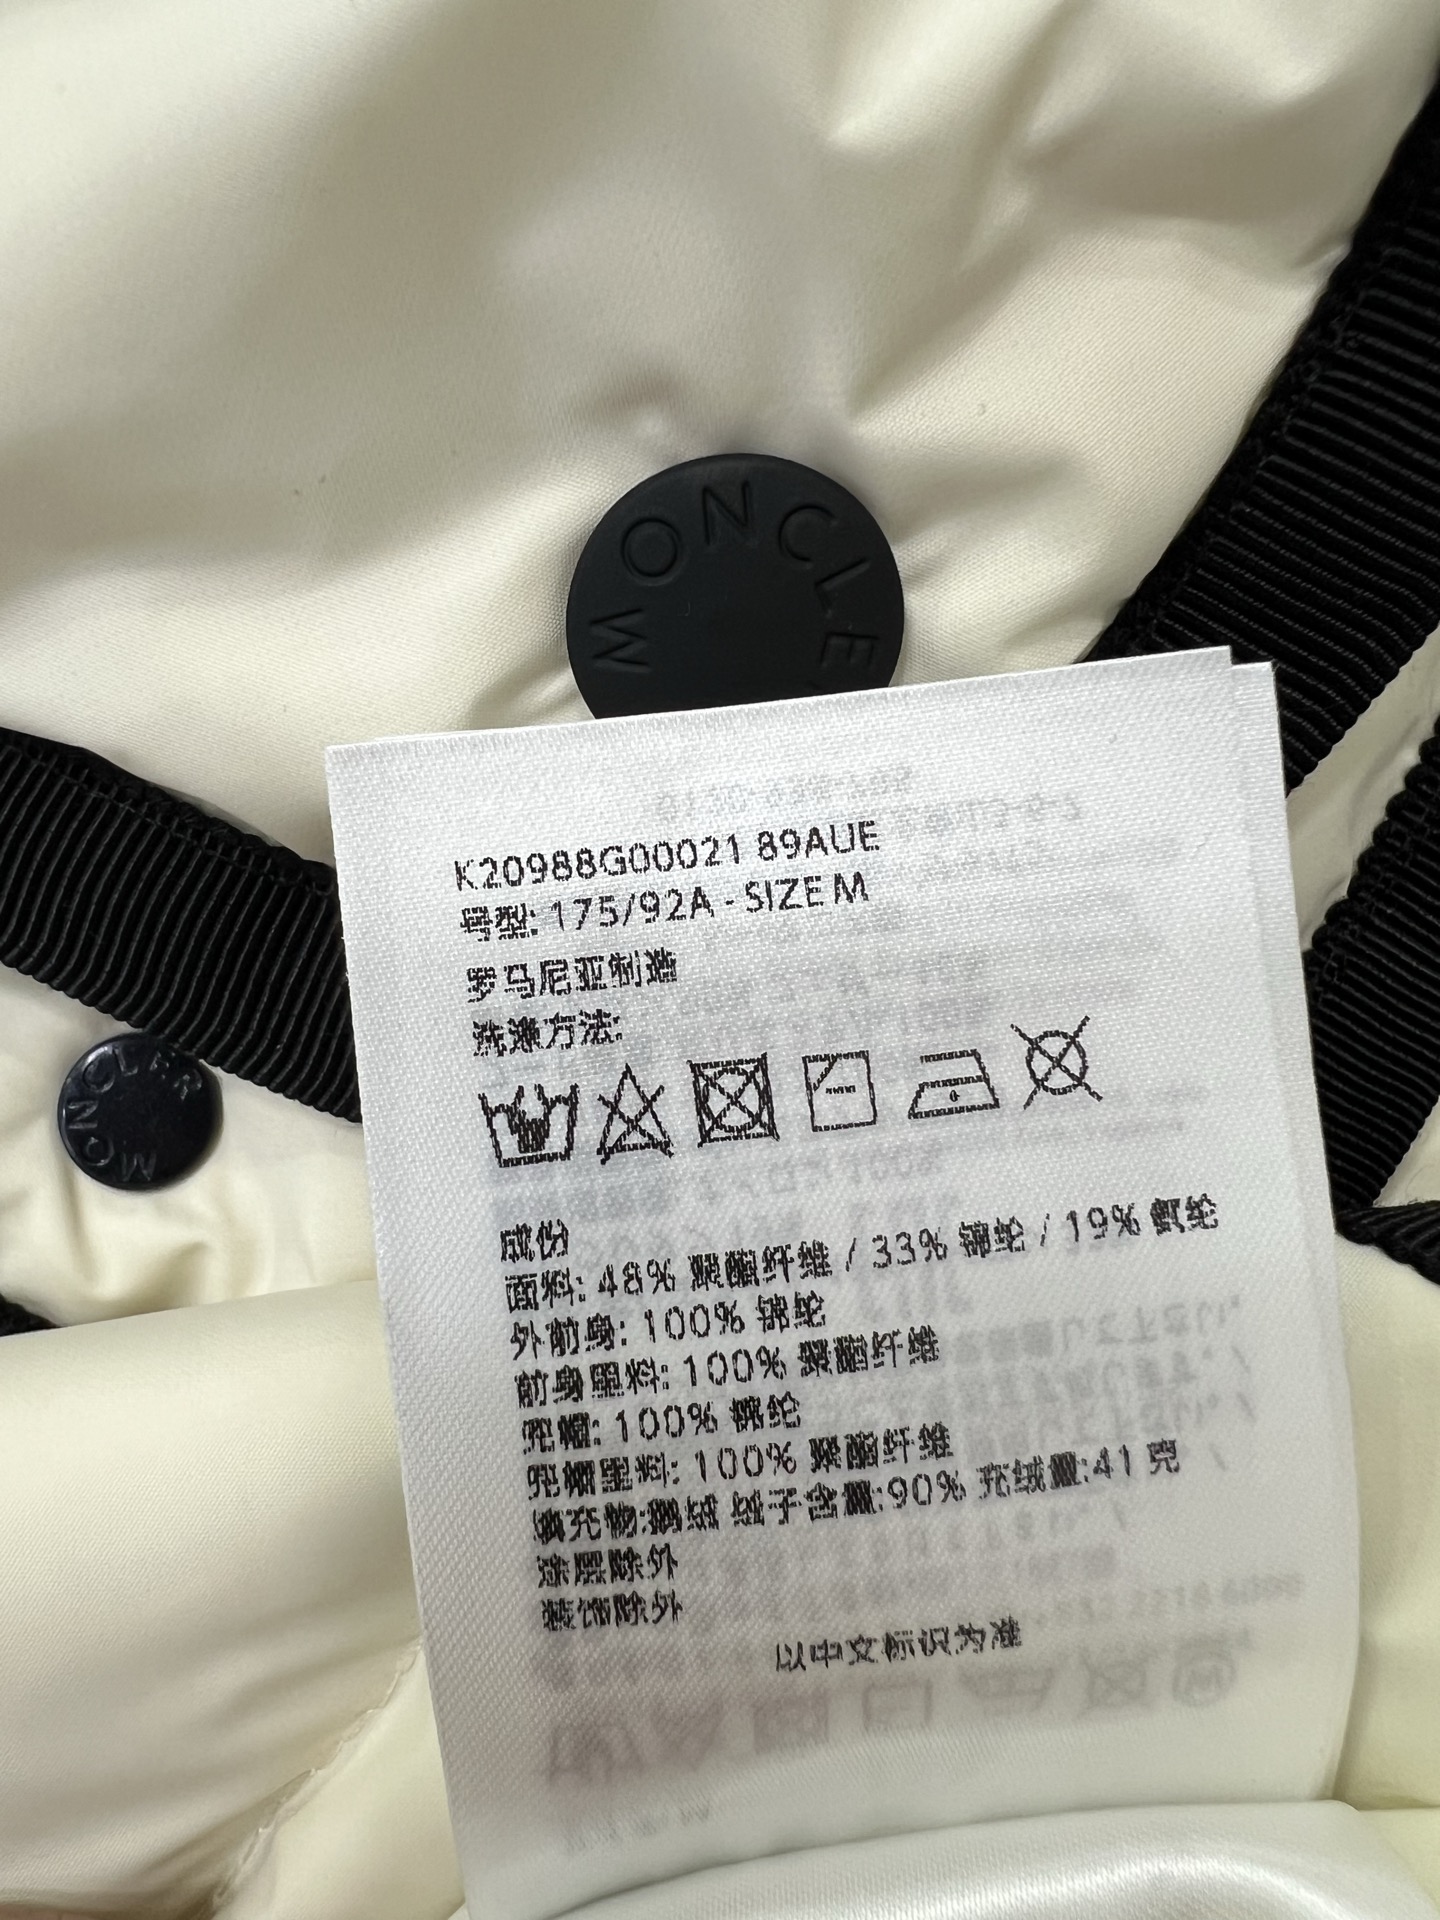 MONCLE
MONCLER
K20988G00021 89AUE
号型: 175/92A - SIZE M
罗马尼亚制造
洗涤方法:
成份
面料: 48% 聚酯纤维 / 33% 锦纶 / 19% 氨纶
外前身: 100% 锦纶
前身里料: 100% 聚酯纤维
兜帽: 100% 锦纶
兜帽里料: 100% 聚酯纤维
填充物:鹅绒 绒子含量:90% 充绒量:41 克
涂层除外
装饰除外
以中文标识为准